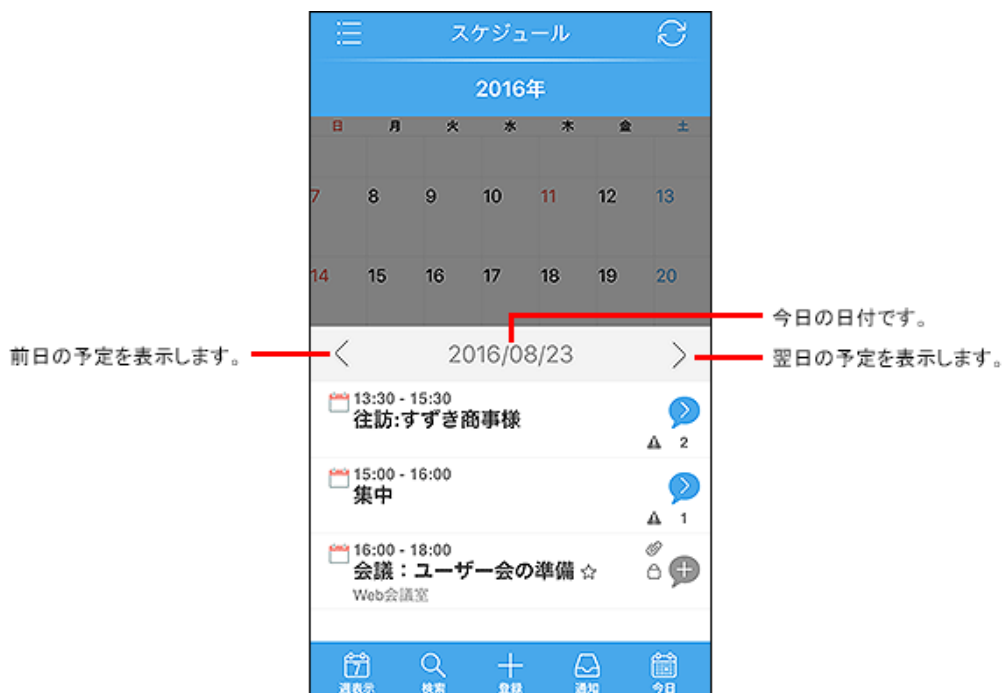 スケジュール
2016年
日 月 火 水 木 金 土
7 8 9 10 11 12 13
14 15 16 17 18 19 20
今日の日付です。
前日の予定を表示します。
2016/08/23
翌日の予定を表示します。
13:30 - 15:30
往訪:すずき商事様
2
15:00 - 16:00
集中
1
16:00 - 18:00
会議：ユーザー会の準備☆
Web会議室
7
週表示 検索 登録 通知 今日